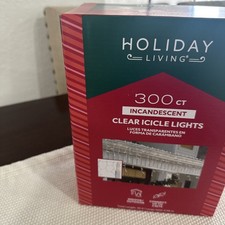 HOLIDAY
LIVING
300 CT
INCANDESCENT
CLEAR ICICLE LIGHTS
LUCES TRANSPARENTES EN
FORMA DE CARÁMBANO